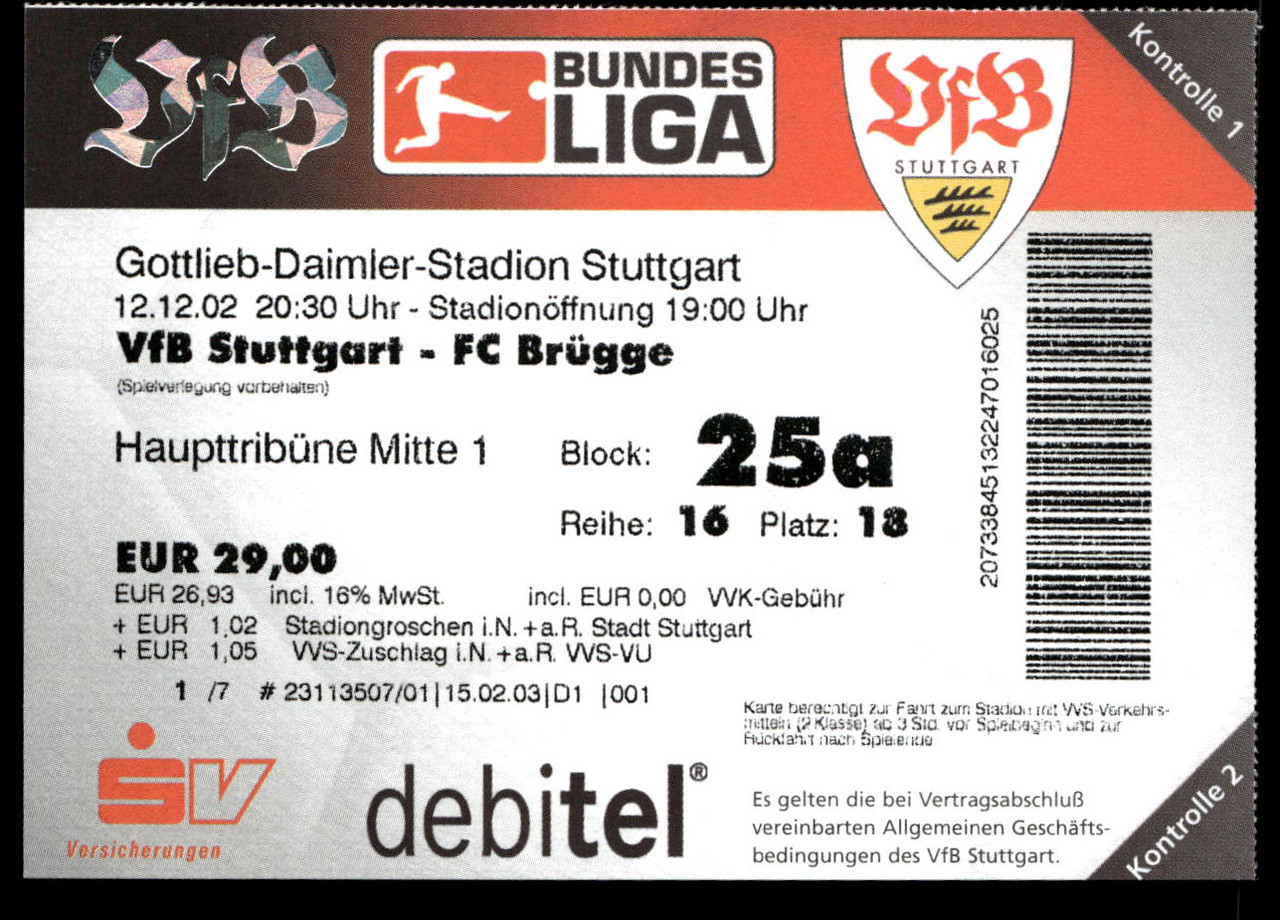 VfB
BUNDES
LIGA
VfB
STUTTGART
Kontrolle 1
Gottlieb-Daimler-Stadion Stuttgart
12.12.02 20:30 Uhr - Stadionöffnung 19:00 Uhr
VfB Stuttgart - FC Brügge
(Spielverlegung vorbehalten)
Haupttribüne Mitte 1 Block: 25a
Reihe: 16 Platz: 18
EUR 29,00
EUR 26,93 incl. 16% MwSt. incl. EUR 0,00 VVK-Gebühr
+ EUR 1,02 Stadiongroschen i.N.+a.R. Stadt Stuttgart
+ EUR 1,05 VVS-Zuschlag i.N.+a.R. VVS-VU
1 /7 # 23113507/01|15.02.03|D1 |001
20733845132247016025
Karte berechtigt zur Fahrt zum Stadion mit VVS-Verkehrs-
mitteln (2 Klasse) ab 3 Std. vor Spielbeginn und zur
Rückfahrt nach Spielende
SV
Versicherungen
debitel®
Es gelten die bei Vertragsabschluß
vereinbarten Allgemeinen Geschäfts-
bedingungen des VfB Stuttgart.
Kontrolle 2